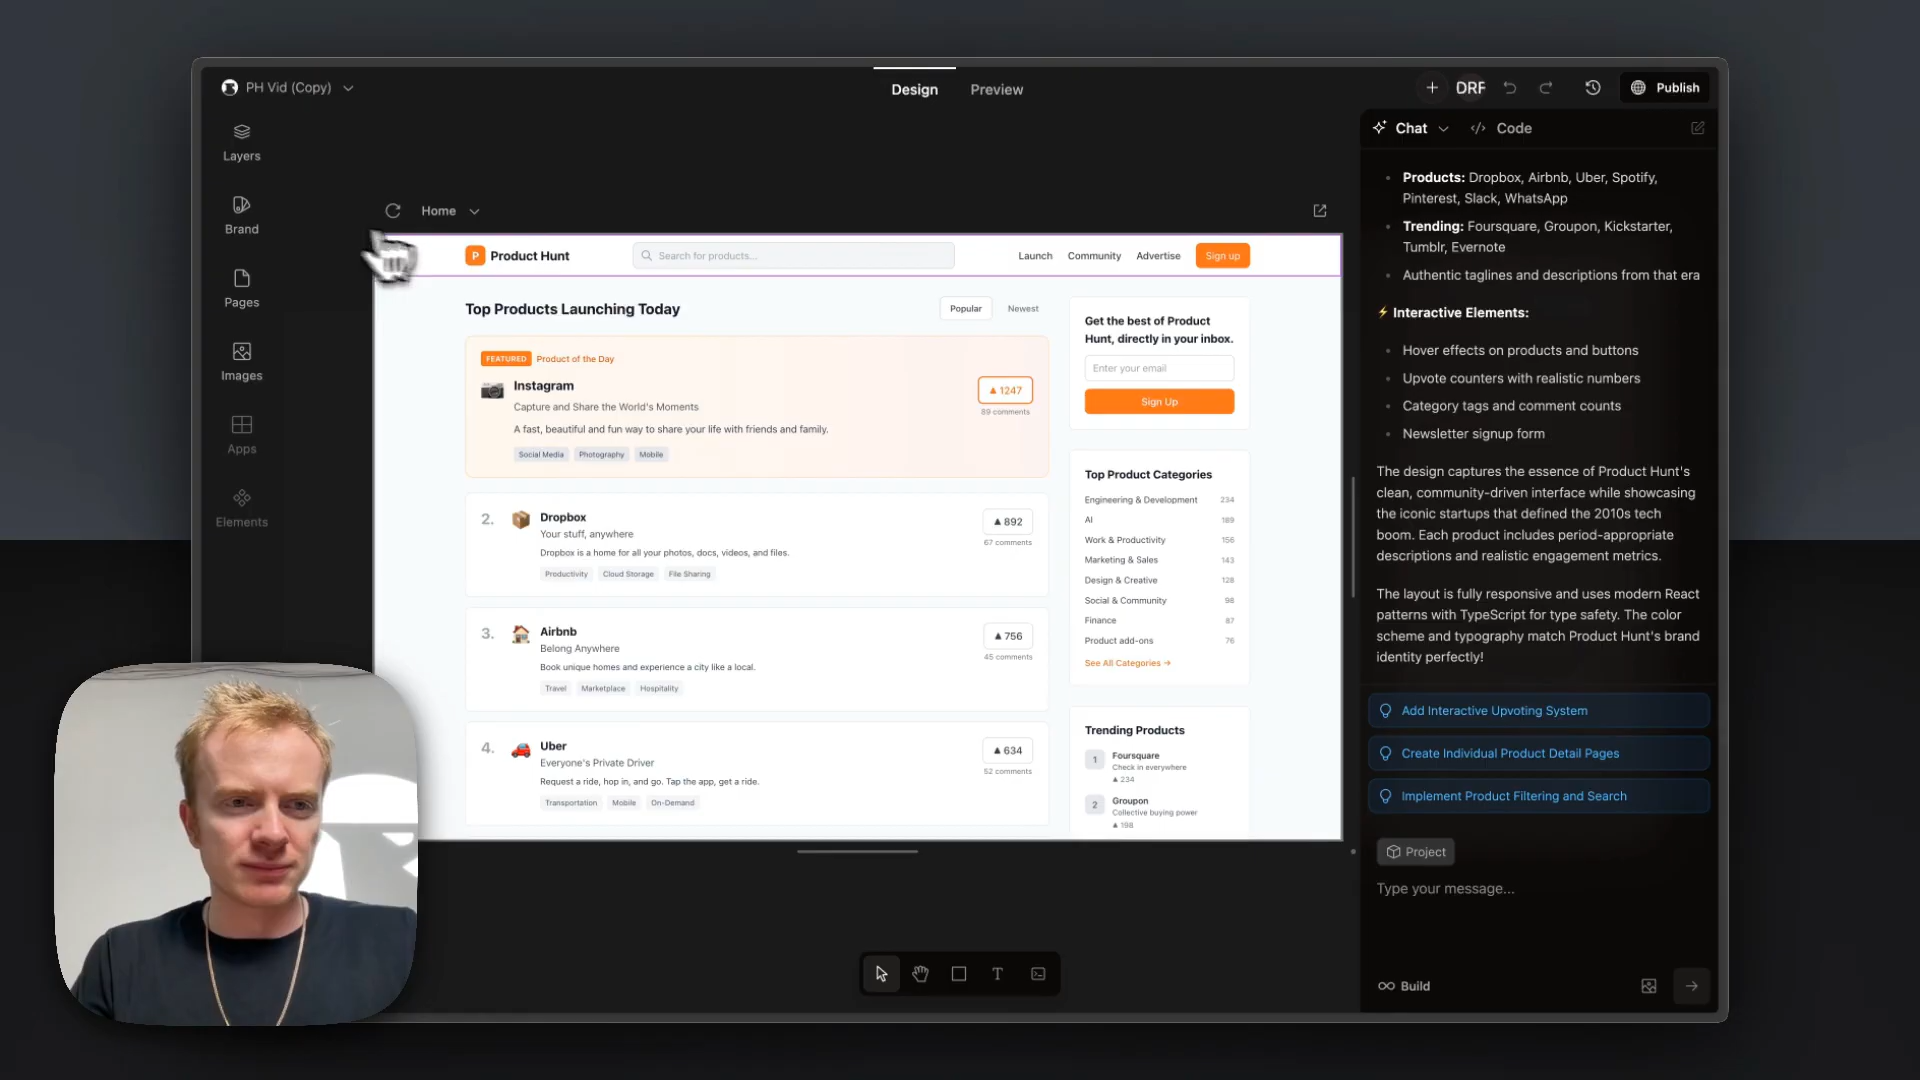 PH Vid (Copy)
Design
Preview
DRF
Publish
Layers
Brand
Pages
Images
Apps
Elements
Home
P Product Hunt
Search for products...
Launch
Community
Advertise
Sign up
Top Products Launching Today
Popular
Newest
FEATURED Product of the Day
Instagram
Capture and Share the World's Moments
A fast, beautiful and fun way to share your life with friends and family.
Social Media Photography Mobile
▲ 1247
89 comments
2. Dropbox
Your stuff, anywhere
Dropbox is a home for all your photos, docs, videos, and files.
Productivity Cloud Storage File Sharing
▲ 892
67 comments
3. Airbnb
Belong Anywhere
Book unique homes and experience a city like a local.
Travel Marketplace Hospitality
▲ 756
45 comments
4. Uber
Everyone's Private Driver
Request a ride, hop in, and go. Tap the app, get a ride.
Transportation Mobile On-Demand
▲ 634
52 comments
Get the best of Product
Hunt, directly in your inbox.
Enter your email
Sign Up
Top Product Categories
Engineering & Development 234
AI 189
Work & Productivity 156
Marketing & Sales 143
Design & Creative 128
Social & Community 98
Finance 87
Product add-ons 76
See All Categories →
Trending Products
1 Foursquare
Check in everywhere
▲ 234
2 Groupon
Collective buying power
▲ 198
Chat
</> Code
• Products: Dropbox, Airbnb, Uber, Spotify,
Pinterest, Slack, WhatsApp
• Trending: Foursquare, Groupon, Kickstarter,
Tumblr, Evernote
• Authentic taglines and descriptions from that era
⚡ Interactive Elements:
• Hover effects on products and buttons
• Upvote counters with realistic numbers
• Category tags and comment counts
• Newsletter signup form
The design captures the essence of Product Hunt's
clean, community-driven interface while showcasing
the iconic startups that defined the 2010s tech
boom. Each product includes period-appropriate
descriptions and realistic engagement metrics.
The layout is fully responsive and uses modern React
patterns with TypeScript for type safety. The color
scheme and typography match Product Hunt's brand
identity perfectly!
Add Interactive Upvoting System
Create Individual Product Detail Pages
Implement Product Filtering and Search
Project
Type your message...
Build
T